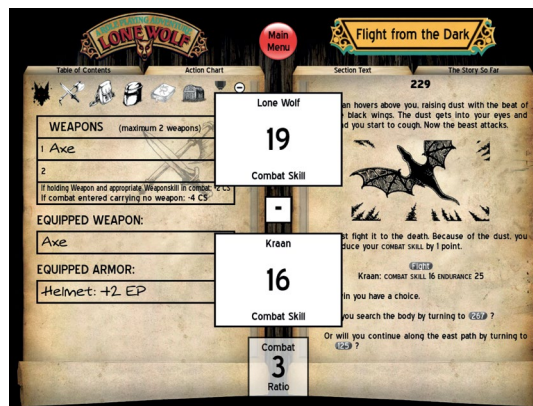 A ROLE-PLAYING ADVENTURE
LONE WOLF
Main
Menu
Flight from the Dark
Table of Contents
Action Chart
Section Text
The Story So Far
WEAPONS (maximum 2 weapons)
1 Axe
2
If holding Weapon and appropriate Weaponskill in combat: +2 CS
If combat entered carrying no weapon: -4 CS
EQUIPPED WEAPON:
Axe
EQUIPPED ARMOR:
Helmet: +2 EP
Lone Wolf
19
Combat Skill
-
Kraan
16
Combat Skill
Combat
3
Ratio
229
hovers above you, raising dust with the beat of
black wings. The dust gets into your eyes and
you start to cough. Now the beast attacks.
fight it to the death. Because of the dust, you
your COMBAT SKILL by 1 point.
Fight
Kraan: COMBAT SKILL 16 ENDURANCE 25
you have a choice.
you search the body by turning to 267 ?
Or will you continue along the east path by turning to
125 ?